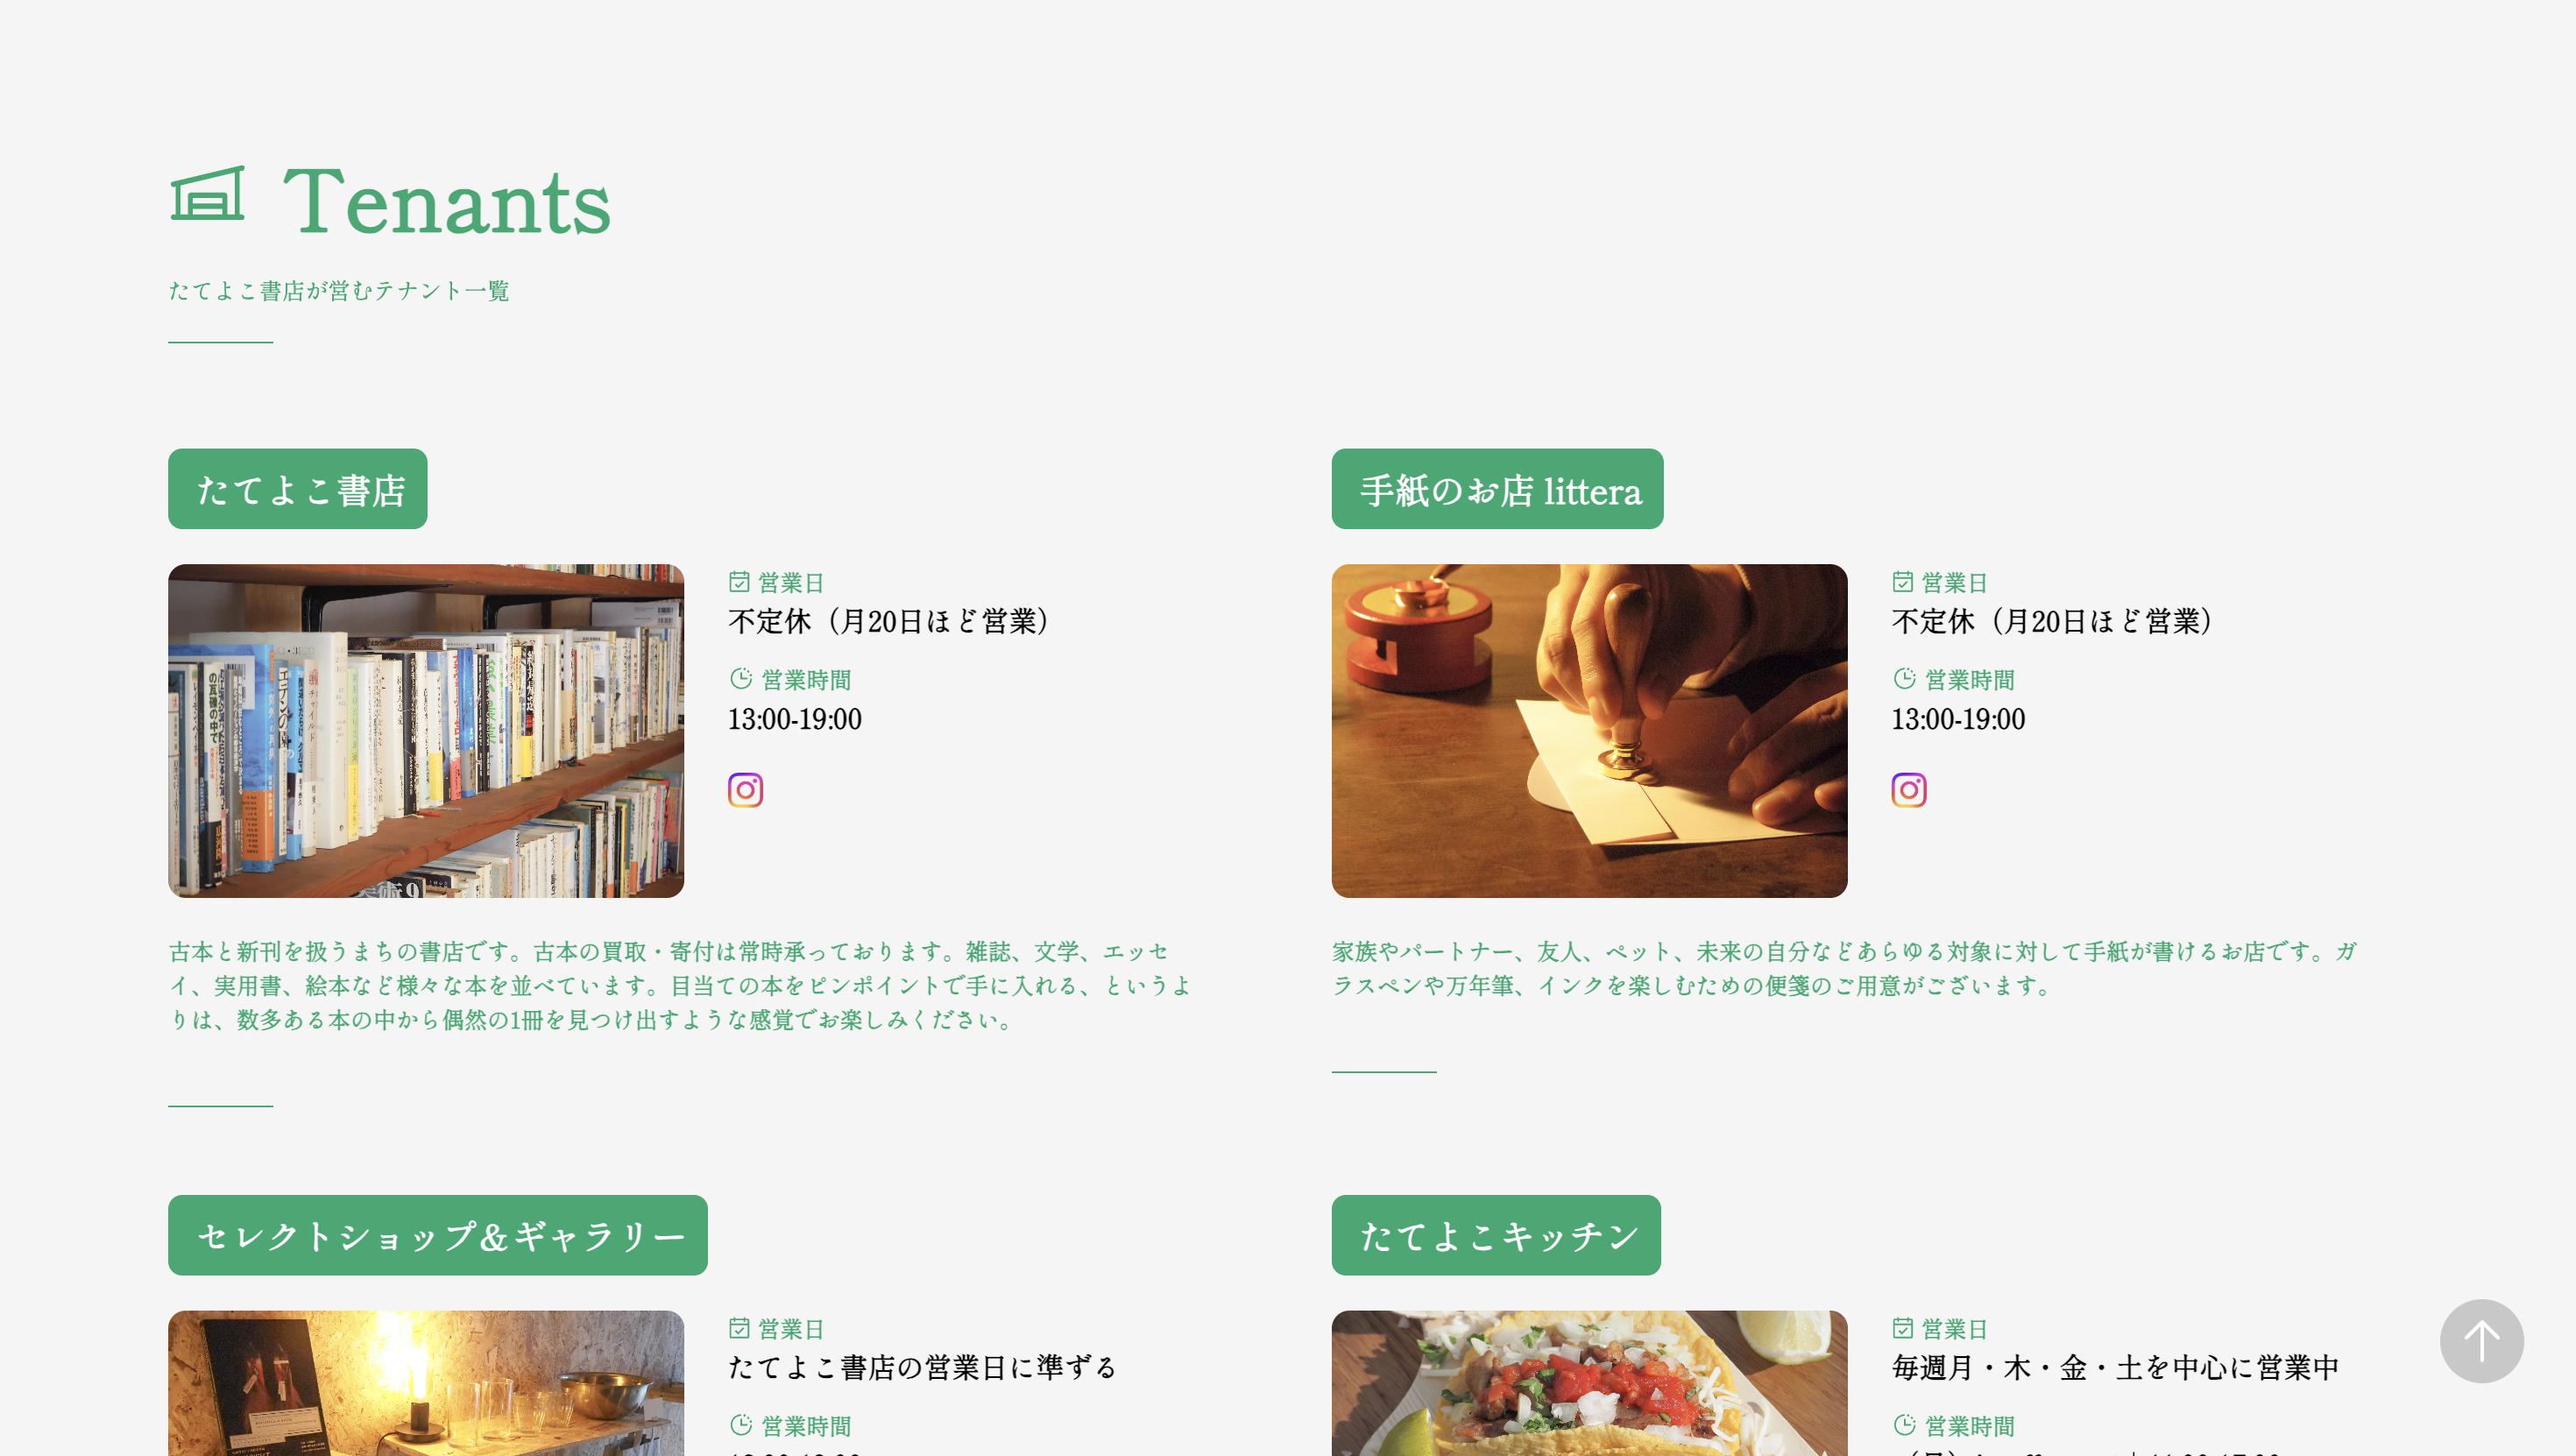 Tenants
たてよこ書店が営むテナント一覧
たてよこ書店
営業日
不定休（月20日ほど営業）
営業時間
13:00-19:00
古本と新刊を扱うまちの書店です。古本の買取・寄付は常時承っております。雑誌、文学、エッセ
イ、実用書、絵本など様々な本を並べています。目当ての本をピンポイントで手に入れる、というよ
りは、数多ある本の中から偶然の1冊を見つけ出すような感覚でお楽しみください。
手紙のお店 littera
営業日
不定休（月20日ほど営業）
営業時間
13:00-19:00
家族やパートナー、友人、ペット、未来の自分などあらゆる対象に対して手紙が書けるお店です。ガ
ラスペンや万年筆、インクを楽しむための便箋のご用意がございます。
セレクトショップ＆ギャラリー
営業日
たてよこ書店の営業日に準ずる
営業時間
たてよこキッチン
営業日
毎週月・木・金・土を中心に営業中
営業時間